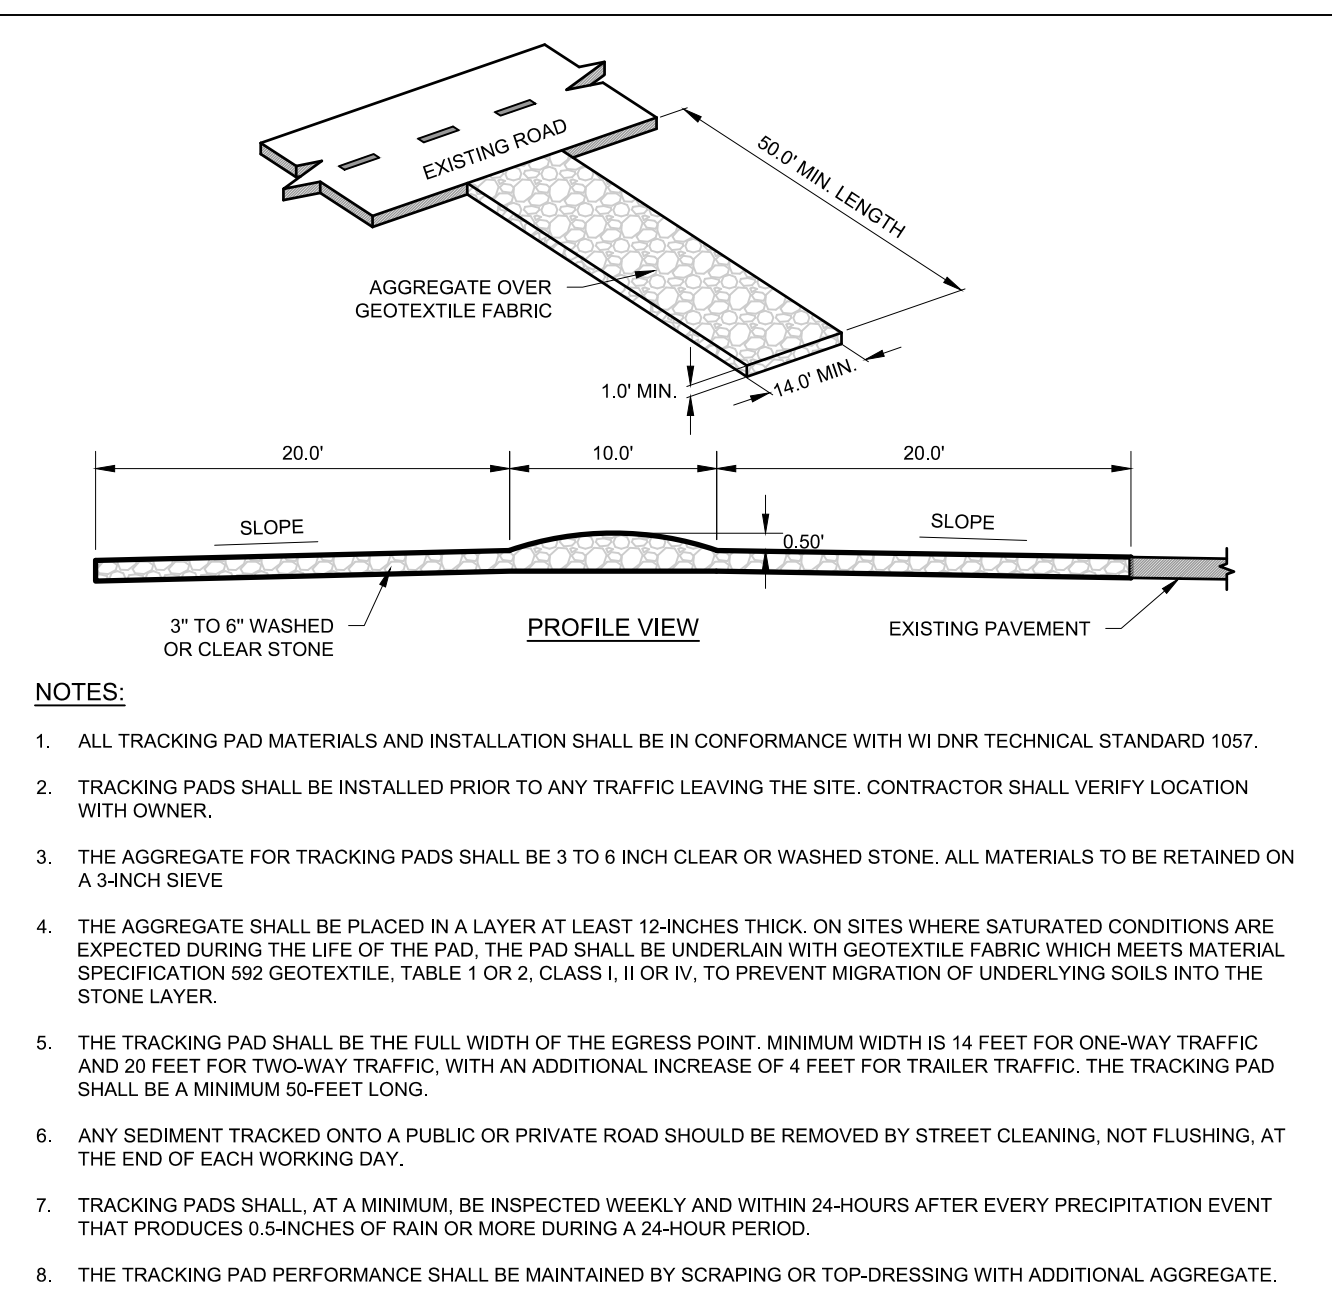 EXISTING ROAD
50.0' MIN. LENGTH
AGGREGATE OVER
GEOTEXTILE FABRIC
1.0' MIN.
14.0' MIN.
20.0'
10.0'
20.0'
SLOPE
SLOPE
0.50'
3" TO 6" WASHED
OR CLEAR STONE
PROFILE VIEW
EXISTING PAVEMENT
NOTES:
1. ALL TRACKING PAD MATERIALS AND INSTALLATION SHALL BE IN CONFORMANCE WITH WI DNR TECHNICAL STANDARD 1057.
2. TRACKING PADS SHALL BE INSTALLED PRIOR TO ANY TRAFFIC LEAVING THE SITE. CONTRACTOR SHALL VERIFY LOCATION
WITH OWNER.
3. THE AGGREGATE FOR TRACKING PADS SHALL BE 3 TO 6 INCH CLEAR OR WASHED STONE. ALL MATERIALS TO BE RETAINED ON
A 3-INCH SIEVE
4. THE AGGREGATE SHALL BE PLACED IN A LAYER AT LEAST 12-INCHES THICK. ON SITES WHERE SATURATED CONDITIONS ARE
EXPECTED DURING THE LIFE OF THE PAD, THE PAD SHALL BE UNDERLAIN WITH GEOTEXTILE FABRIC WHICH MEETS MATERIAL
SPECIFICATION 592 GEOTEXTILE, TABLE 1 OR 2, CLASS I, II OR IV, TO PREVENT MIGRATION OF UNDERLYING SOILS INTO THE
STONE LAYER.
5. THE TRACKING PAD SHALL BE THE FULL WIDTH OF THE EGRESS POINT. MINIMUM WIDTH IS 14 FEET FOR ONE-WAY TRAFFIC
AND 20 FEET FOR TWO-WAY TRAFFIC, WITH AN ADDITIONAL INCREASE OF 4 FEET FOR TRAILER TRAFFIC. THE TRACKING PAD
SHALL BE A MINIMUM 50-FEET LONG.
6. ANY SEDIMENT TRACKED ONTO A PUBLIC OR PRIVATE ROAD SHOULD BE REMOVED BY STREET CLEANING, NOT FLUSHING, AT
THE END OF EACH WORKING DAY.
7. TRACKING PADS SHALL, AT A MINIMUM, BE INSPECTED WEEKLY AND WITHIN 24-HOURS AFTER EVERY PRECIPITATION EVENT
THAT PRODUCES 0.5-INCHES OF RAIN OR MORE DURING A 24-HOUR PERIOD.
8. THE TRACKING PAD PERFORMANCE SHALL BE MAINTAINED BY SCRAPING OR TOP-DRESSING WITH ADDITIONAL AGGREGATE.